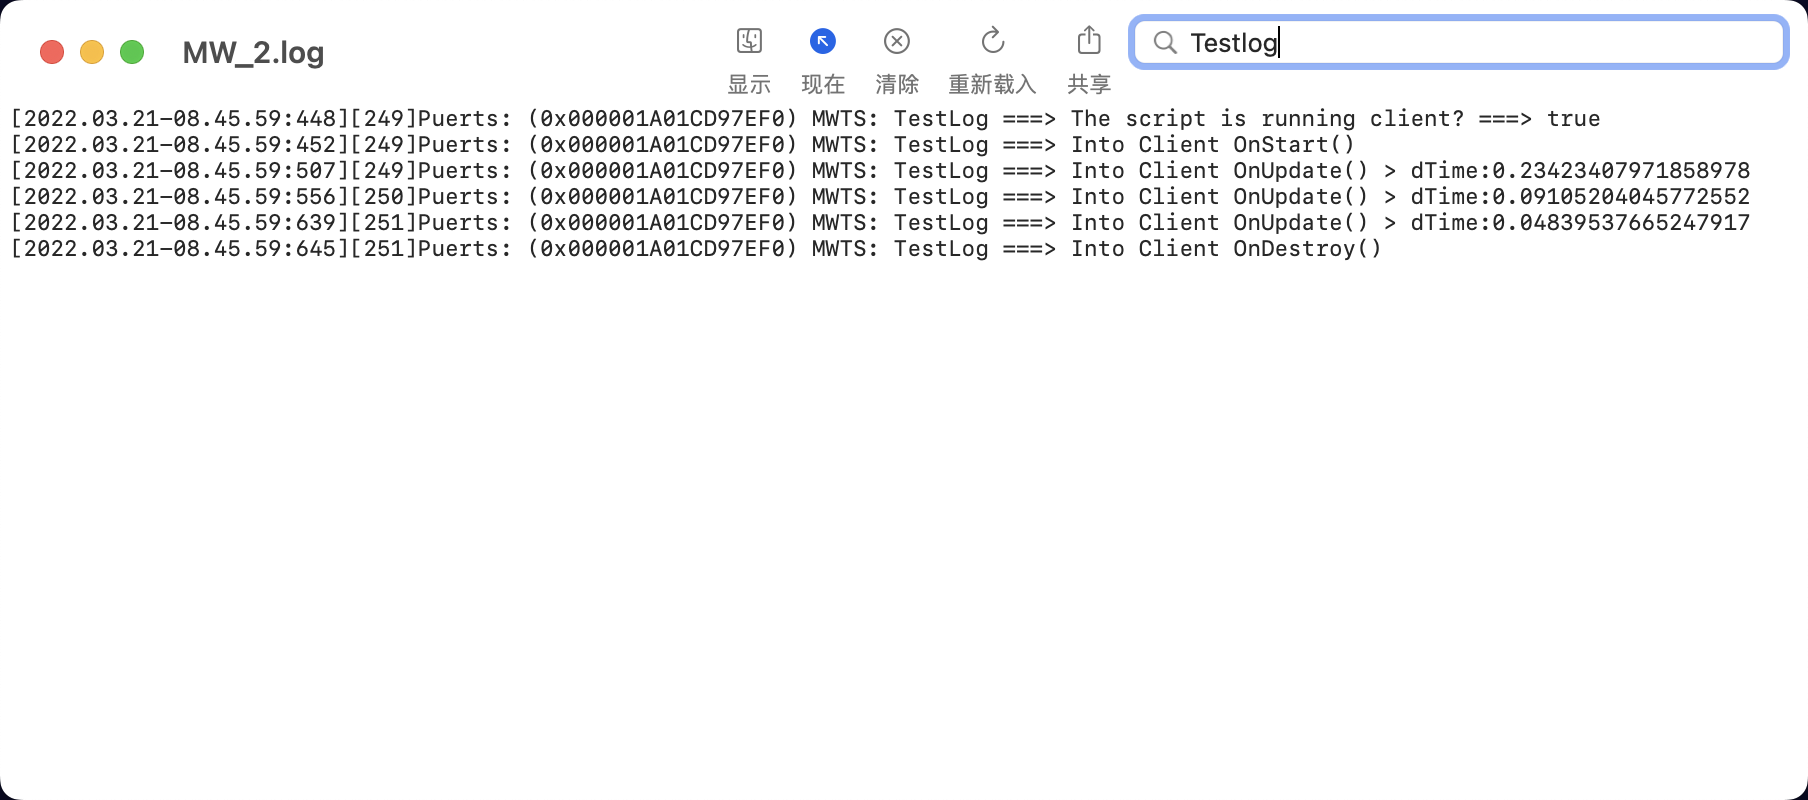 MW_2.log
显示
现在
清除
重新载入
共享
Testlog
[2022.03.21-08.45.59:448][249]Puerts: (0x000001A01CD97EF0) MWTS: TestLog ===> The script is running client? ===> true
[2022.03.21-08.45.59:452][249]Puerts: (0x000001A01CD97EF0) MWTS: TestLog ===> Into Client OnStart()
[2022.03.21-08.45.59:507][249]Puerts: (0x000001A01CD97EF0) MWTS: TestLog ===> Into Client OnUpdate() > dTime:0.23423407971858978
[2022.03.21-08.45.59:556][250]Puerts: (0x000001A01CD97EF0) MWTS: TestLog ===> Into Client OnUpdate() > dTime:0.09105204045772552
[2022.03.21-08.45.59:639][251]Puerts: (0x000001A01CD97EF0) MWTS: TestLog ===> Into Client OnUpdate() > dTime:0.04839537665247917
[2022.03.21-08.45.59:645][251]Puerts: (0x000001A01CD97EF0) MWTS: TestLog ===> Into Client OnDestroy()